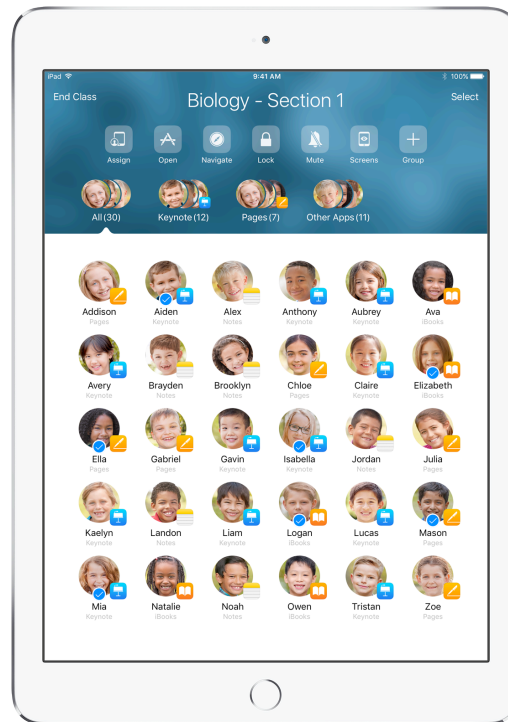 iPad 9:41 AM 100%
End Class Biology - Section 1 Select
Assign Open Navigate Lock Mute Screens Group
All (30) Keynote (12) Pages (7) Other Apps (11)
Addison Aiden Alex Anthony Aubrey Ava
Pages Keynote Notes Keynote Keynote iBooks
Avery Brayden Brooklyn Chloe Claire Elizabeth
Keynote Notes Notes Pages Keynote iBooks
Ella Gabriel Gavin Isabella Jordan Julia
Pages Pages Keynote Keynote Notes Pages
Kaelyn Landon Liam Logan Lucas Mason
Keynote Notes Keynote iBooks Keynote Pages
Mia Natalie Noah Owen Tristan Zoe
Keynote iBooks Notes iBooks Keynote Pages